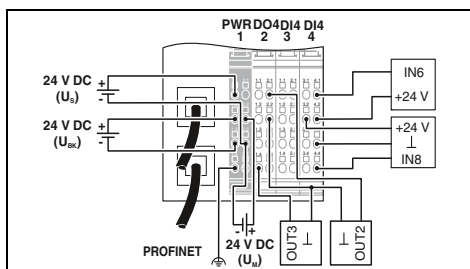 PWR DO4 DI4 DI4
1 2 3 4
24 V DC
(US)
+
-
24 V DC
(UBK)
+
-
IN6
+24 V
+24 V
⊥
IN8
- +
24 V DC
(UM)
PROFINET
OUT3 ⊥
⊥ OUT2